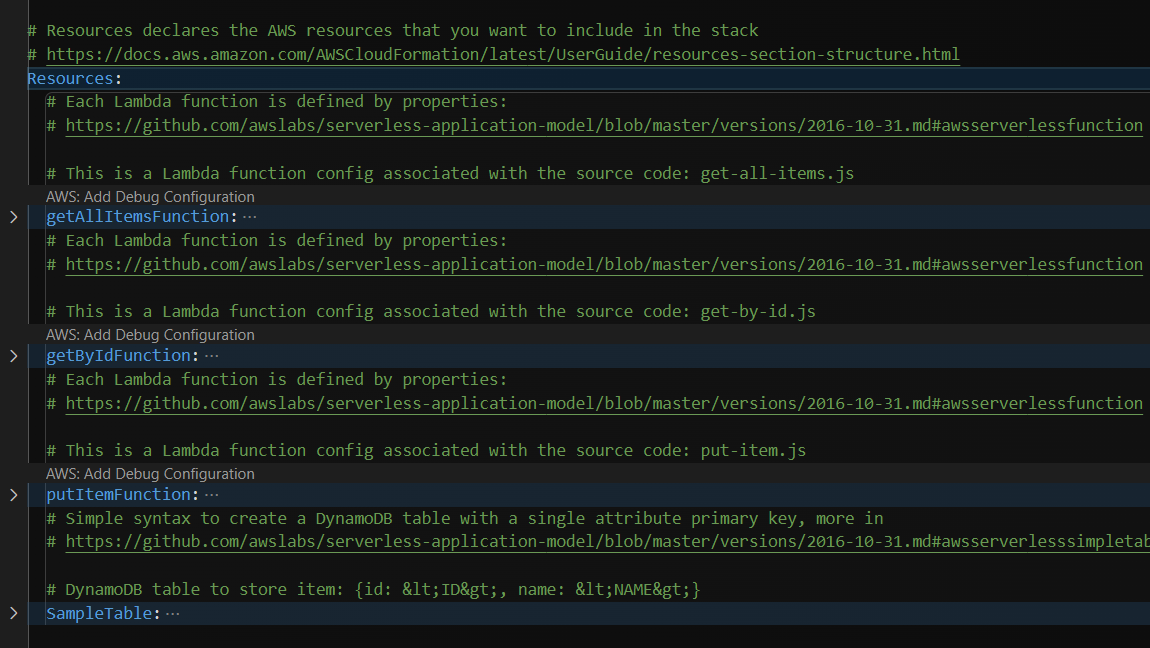 # Resources declares the AWS resources that you want to include in the stack
# https://docs.aws.amazon.com/AWSCloudFormation/latest/UserGuide/resources-section-structure.html
Resources:
# Each Lambda function is defined by properties:
# https://github.com/awslabs/serverless-application-model/blob/master/versions/2016-10-31.md#awsserverlessfunction
# This is a Lambda function config associated with the source code: get-all-items.js
AWS: Add Debug Configuration
getAllItemsFunction: ···
# Each Lambda function is defined by properties:
# https://github.com/awslabs/serverless-application-model/blob/master/versions/2016-10-31.md#awsserverlessfunction
# This is a Lambda function config associated with the source code: get-by-id.js
AWS: Add Debug Configuration
getByIdFunction: ···
# Each Lambda function is defined by properties:
# https://github.com/awslabs/serverless-application-model/blob/master/versions/2016-10-31.md#awsserverlessfunction
# This is a Lambda function config associated with the source code: put-item.js
AWS: Add Debug Configuration
putItemFunction: ···
# Simple syntax to create a DynamoDB table with a single attribute primary key, more in
# https://github.com/awslabs/serverless-application-model/blob/master/versions/2016-10-31.md#awsserverlesssimpletab
# DynamoDB table to store item: {id: &lt;ID&gt;, name: &lt;NAME&gt;}
SampleTable: ···